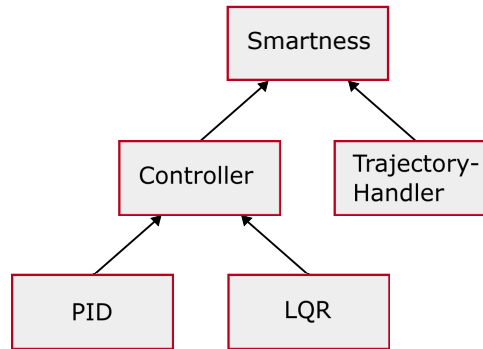 Smartness
Controller
Trajectory-
Handler
PID
LQR